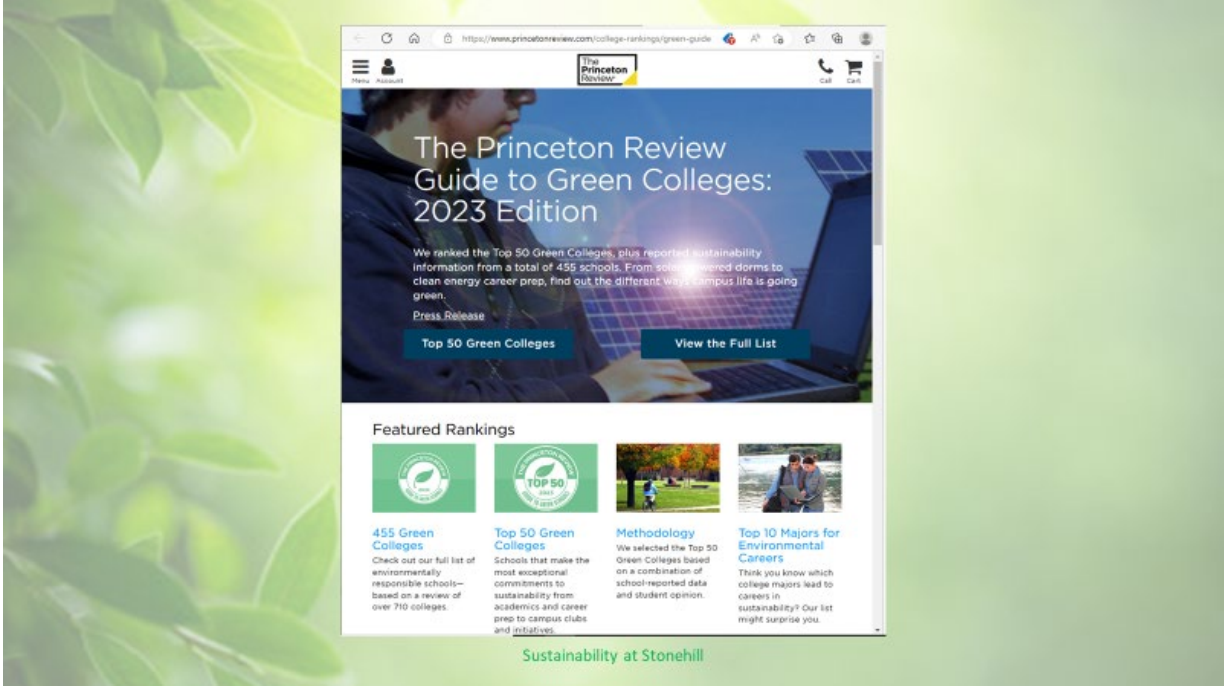 https://www.princetonreview.com/college-rankings/green-guide
Menu Account
The
Princeton
Review
Call Cart
The Princeton Review
Guide to Green Colleges:
2023 Edition
We ranked the Top 50 Green Colleges, plus reported sustainability
information from a total of 455 schools. From solar-powered dorms to
clean energy career prep, find out the different ways campus life is going
green.
Press Release
Top 50 Green Colleges
View the Full List
Featured Rankings
THE PRINCETON REVIEW
TOP 50
2023
455 Green
Colleges
Check out our full list of
environmentally
responsible schools—
based on a review of
over 710 colleges.
Top 50 Green
Colleges
Schools that make the
most exceptional
commitments to
sustainability from
academics and career
prep to campus clubs
and initiatives.
Methodology
We selected the Top 50
Green Colleges based
on a combination of
school-reported data
and student opinion.
Top 10 Majors for
Environmental
Careers
Think you know which
college majors lead to
careers in
sustainability? Our list
might surprise you.
Sustainability at Stonehill